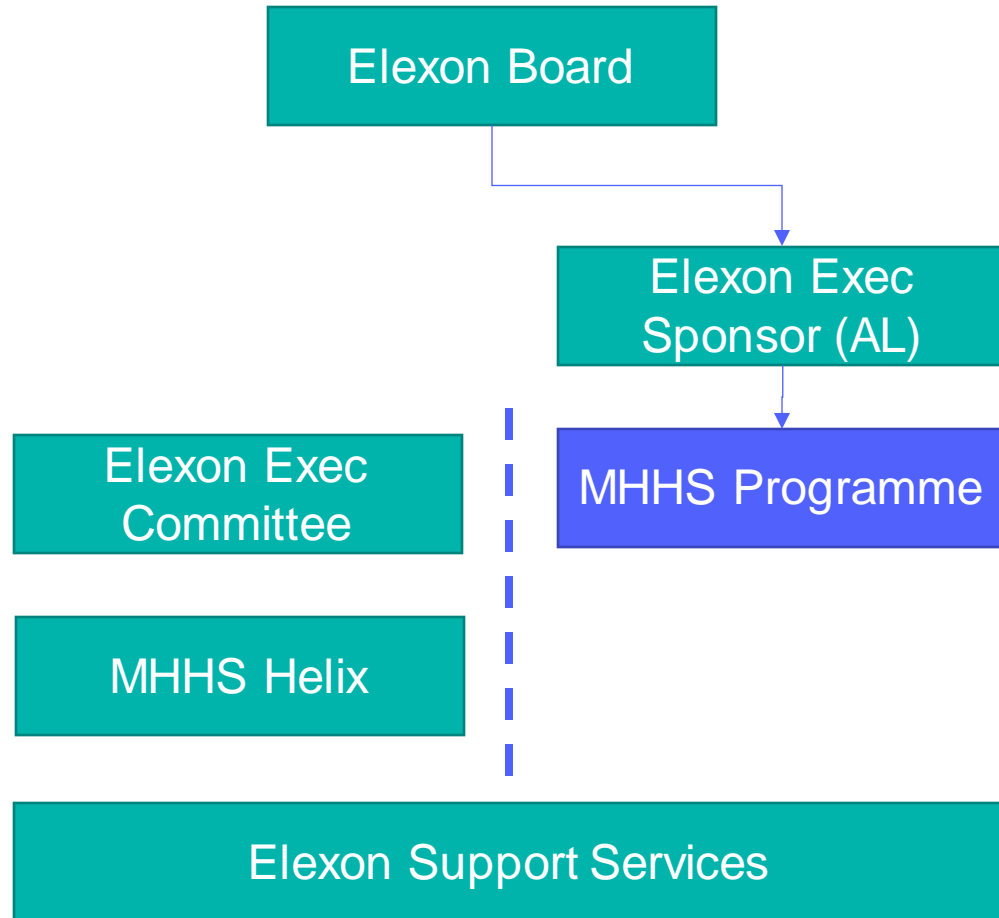 Elexon Board
Elexon Exec
Sponsor (AL)
Elexon Exec
Committee
MHHS Programme
MHHS Helix
Elexon Support Services